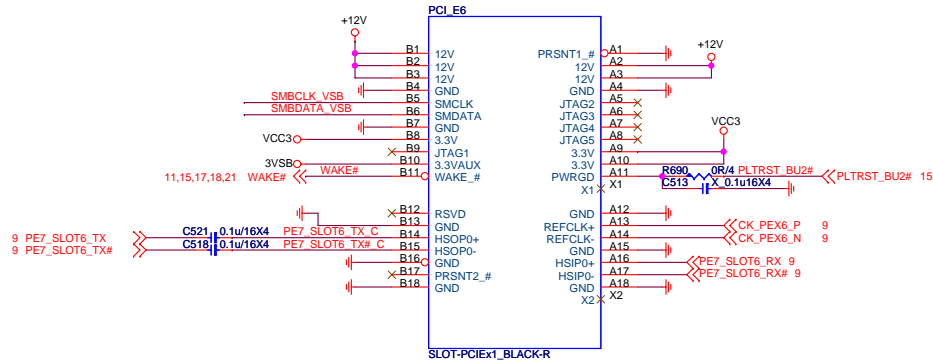 PCI_E6
+12V
B1 12V PRSNT1_# A1
B2 12V 12V A2 +12V
B3 12V 12V A3
B4 GND GND A4
SMBCLK_VSB B5 SMCLK JTAG2 A5
SMBDATA_VSB B6 SMDATA JTAG3 A6
B7 GND JTAG4 A7
VCC3 B8 3.3V JTAG5 A8 VCC3
B9 JTAG1 3.3V A9
3VSB B10 3.3VAUX 3.3V A10
11,15,17,18,21 WAKE# WAKE# B11 WAKE_# PWRGD A11 R690 0R/4 PLTRST_BU2# PLTRST_BU2# 15
X1 X1 C513 X_0.1u16X4
B12 RSVD GND A12
B13 GND REFCLK+ A13 CK_PEX6_P 9
9 PE7_SLOT6_TX C521 0.1u/16X4 PE7_SLOT6_TX_C B14 HSOP0+ REFCLK- A14 CK_PEX6_N 9
9 PE7_SLOT6_TX# C518 0.1u/16X4 PE7_SLOT6_TX#_C B15 HSOP0- GND A15
B16 GND HSIP0+ A16 PE7_SLOT6_RX 9
B17 PRSNT2_# HSIP0- A17 PE7_SLOT6_RX# 9
B18 GND GND A18
X2 X2
SLOT-PCIEx1_BLACK-R